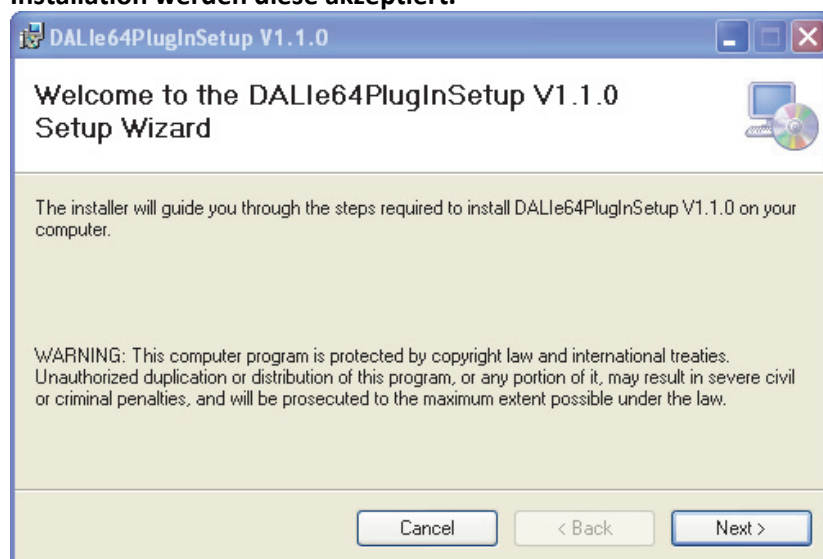 Installation werden diese akzeptiert.
DALIe64PlugInSetup V1.1.0
Welcome to the DALIe64PlugInSetup V1.1.0
Setup Wizard
The installer will guide you through the steps required to install DALIe64PlugInSetup V1.1.0 on your
computer.
WARNING: This computer program is protected by copyright law and international treaties.
Unauthorized duplication or distribution of this program, or any portion of it, may result in severe civil
or criminal penalties, and will be prosecuted to the maximum extent possible under the law.
Cancel
< Back
Next >